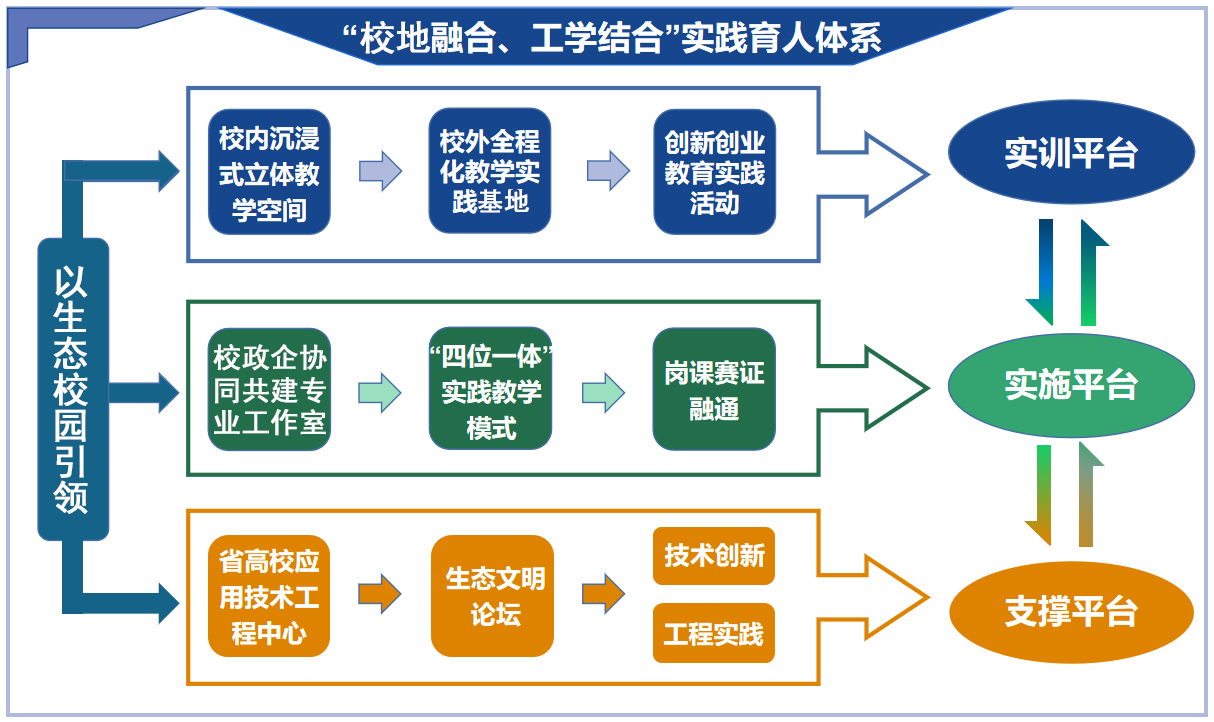 “校地融合、工学结合”实践育人体系
以生态校园引领
校内沉浸
式立体教
学空间
校外全程
化教学实
践基地
创新创业
教育实践
活动
实训平台
校政企协
同共建专
业工作室
“四位一体”
实践教学
模式
岗课赛证
融通
实施平台
省高校应
用技术工
程中心
生态文明
论坛
技术创新
工程实践
支撑平台